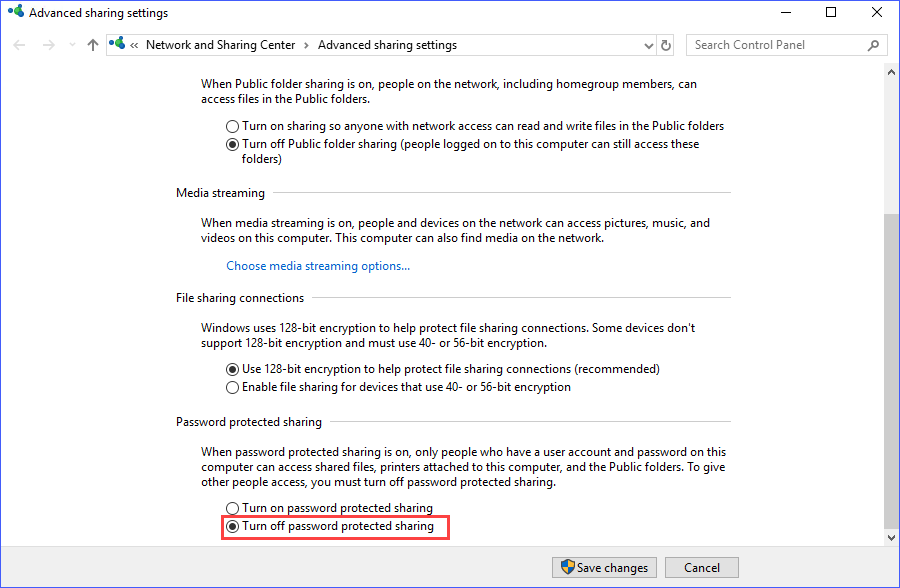 Advanced sharing settings
« Network and Sharing Center › Advanced sharing settings
Search Control Panel
When Public folder sharing is on, people on the network, including homegroup members, can
access files in the Public folders.
Turn on sharing so anyone with network access can read and write files in the Public folders
Turn off Public folder sharing (people logged on to this computer can still access these
folders)
Media streaming
When media streaming is on, people and devices on the network can access pictures, music, and
videos on this computer. This computer can also find media on the network.
Choose media streaming options...
File sharing connections
Windows uses 128-bit encryption to help protect file sharing connections. Some devices don't
support 128-bit encryption and must use 40- or 56-bit encryption.
Use 128-bit encryption to help protect file sharing connections (recommended)
Enable file sharing for devices that use 40- or 56-bit encryption
Password protected sharing
When password protected sharing is on, only people who have a user account and password on this
computer can access shared files, printers attached to this computer, and the Public folders. To give
other people access, you must turn off password protected sharing.
Turn on password protected sharing
Turn off password protected sharing
Save changes
Cancel